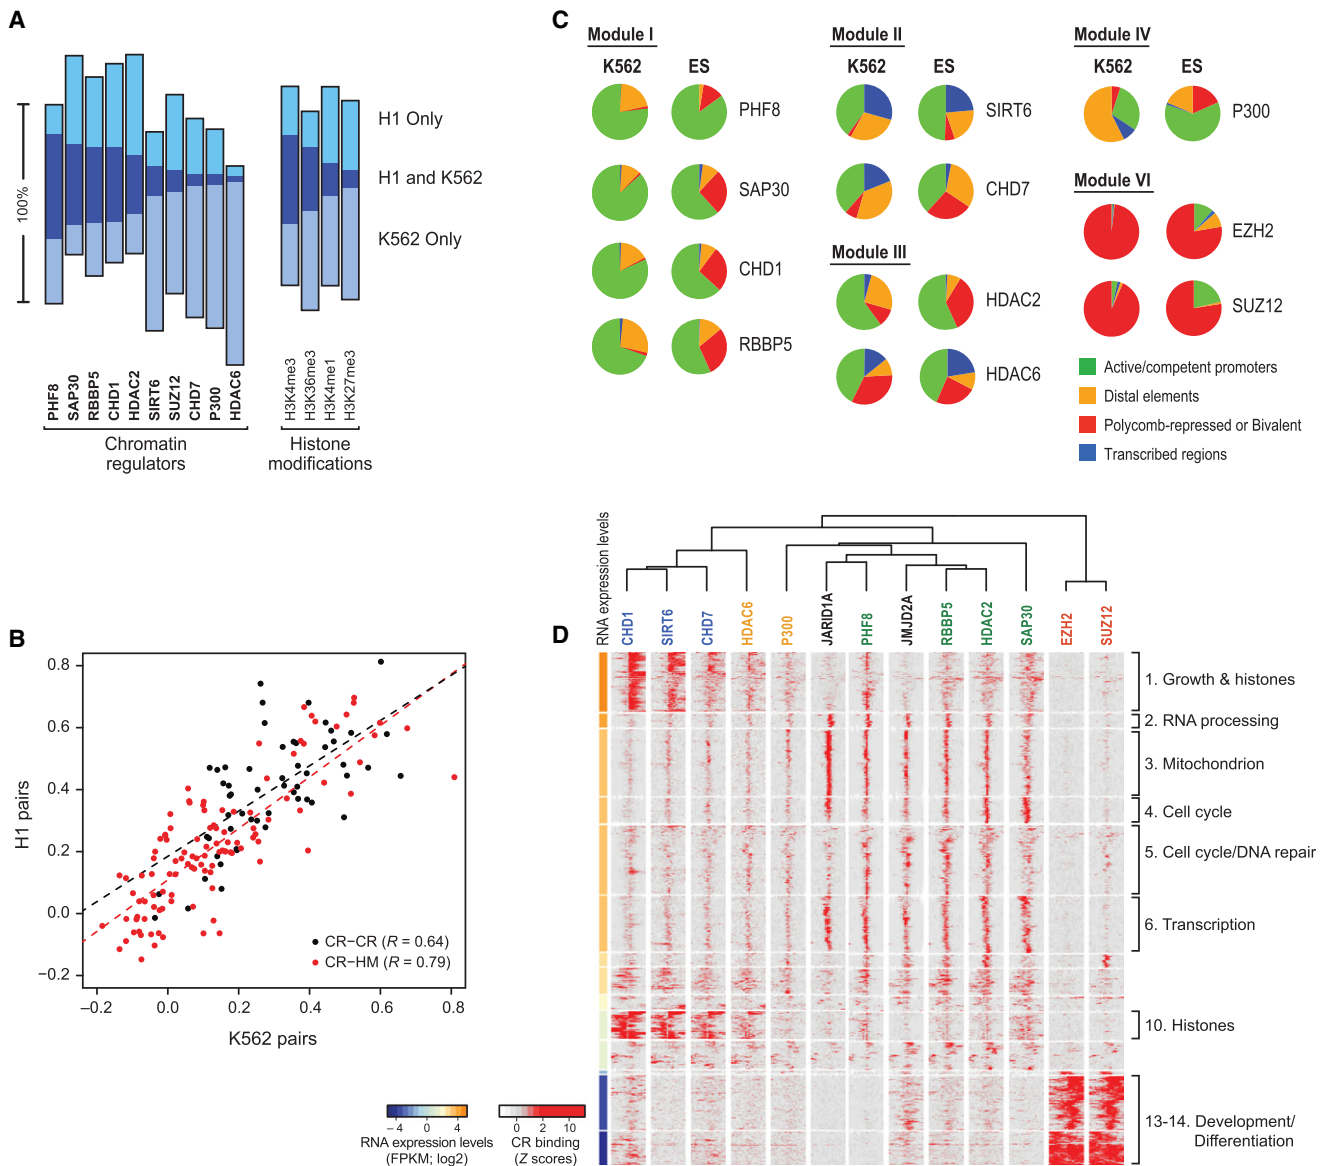 A
100%
H1 Only
H1 and K562
K562 Only
PHF8
SAP30
RBBP5
CHD1
HDAC2
SIRT6
SUZ12
CHD7
P300
HDAC6
H3K4me3
H3K36me3
H3K4me1
H3K27me3
Chromatin
regulators
Histone
modifications
B
H1 pairs
0.8
0.6
0.4
0.2
0.0
−0.2
CR−CR (R = 0.64)
CR−HM (R = 0.79)
−0.2 0.0 0.2 0.4 0.6 0.8
K562 pairs
C
Module I
K562 ES
PHF8
SAP30
CHD1
RBBP5
Module II
K562 ES
SIRT6
CHD7
Module III
HDAC2
HDAC6
Module IV
K562 ES
P300
Module VI
EZH2
SUZ12
Active/competent promoters
Distal elements
Polycomb-repressed or Bivalent
Transcribed regions
D
RNA expression levels
CHD1
SIRT6
CHD7
HDAC6
P300
JARID1A
PHF8
JMJD2A
RBBP5
HDAC2
SAP30
EZH2
SUZ12
1. Growth & histones
2. RNA processing
3. Mitochondrion
4. Cell cycle
5. Cell cycle/DNA repair
6. Transcription
10. Histones
13-14. Development/
Differentiation
−4 0 4
RNA expression levels
(FPKM; log2)
0 2 10
CR binding
(Z scores)